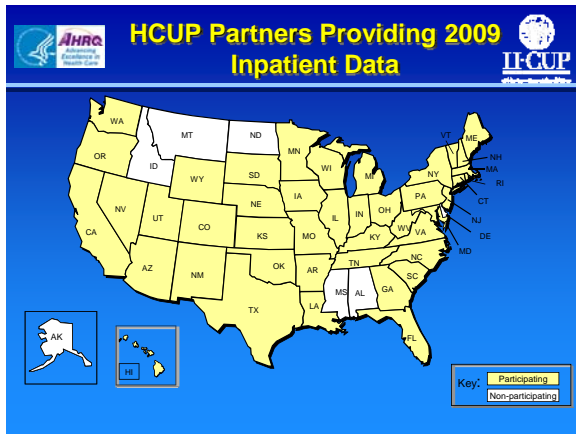 AHRQ
Advancing
Excellence in
Health Care
HCUP Partners Providing 2009
Inpatient Data
H·CUP
WA
MT
ND
MN
VT
ME
NH
MA
RI
CT
NJ
DE
MD
OR
ID
WY
SD
WI
MI
NY
PA
NV
UT
CO
NE
IA
IL
IN
OH
WV
VA
CA
KS
MO
KY
NC
TN
SC
AZ
NM
OK
AR
MS
AL
GA
TX
LA
FL
AK
HI
Key:
Participating
Non-participating